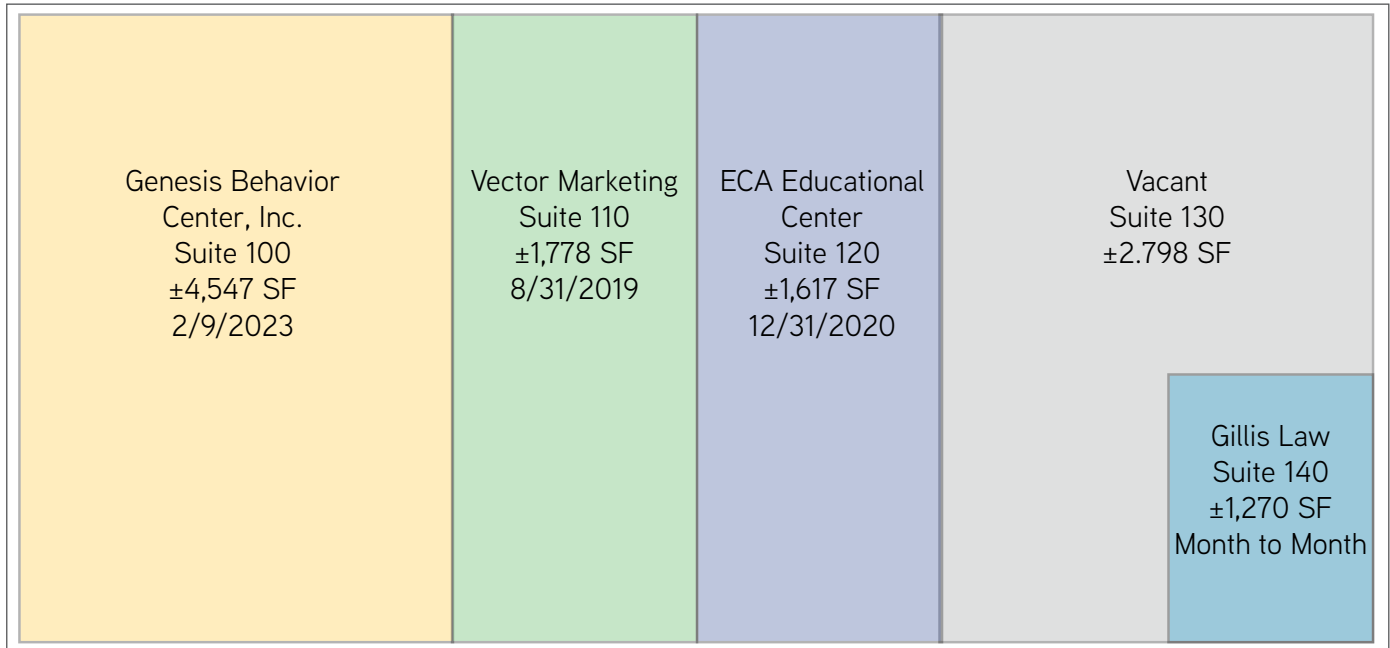 Genesis Behavior
Center, Inc.
Suite 100
±4,547 SF
2/9/2023
Vector Marketing
Suite 110
±1,778 SF
8/31/2019
ECA Educational
Center
Suite 120
±1,617 SF
12/31/2020
Vacant
Suite 130
±2.798 SF
Gillis Law
Suite 140
±1,270 SF
Month to Month